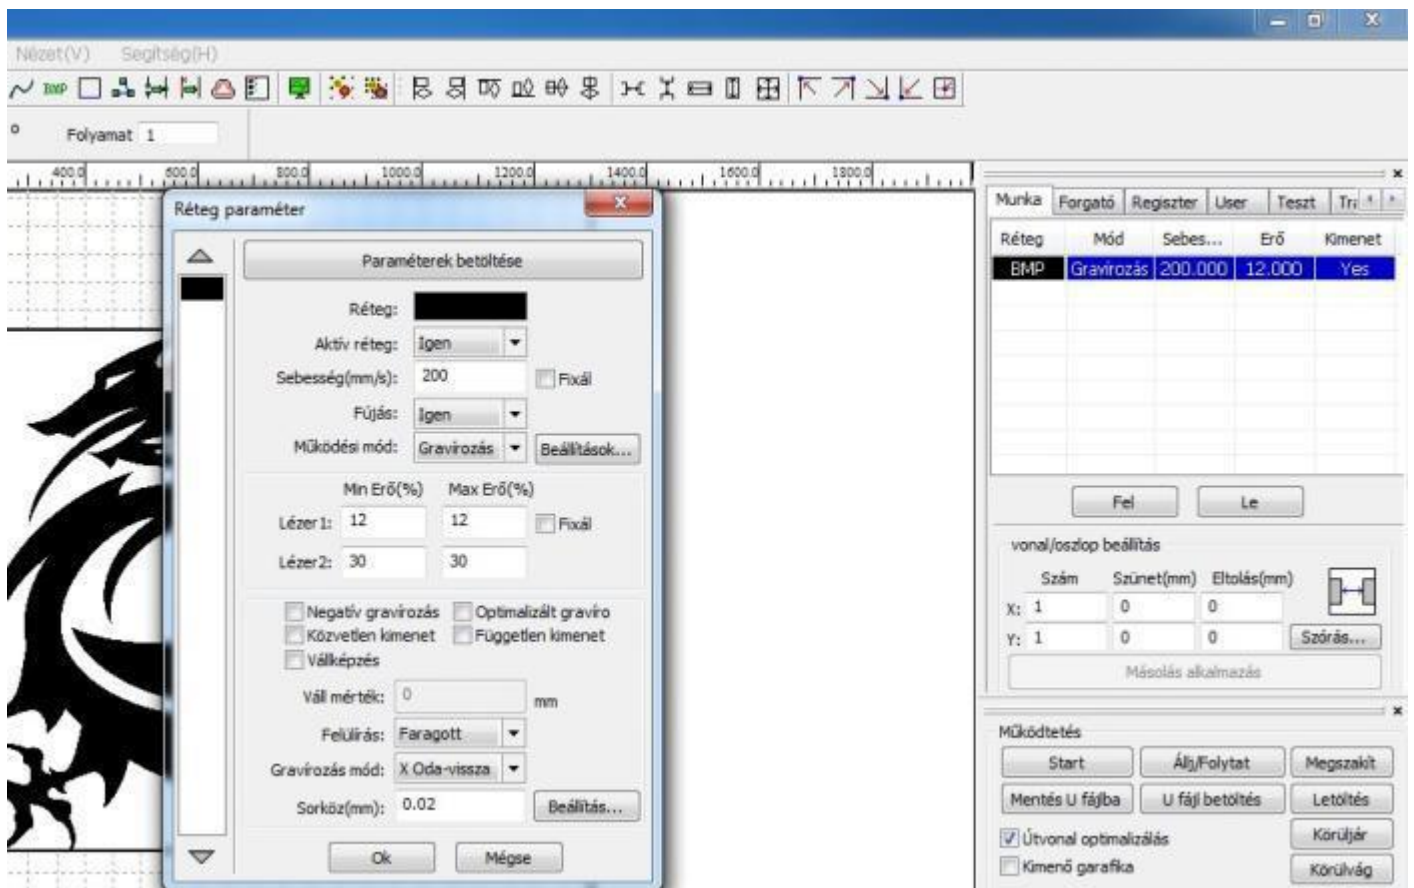 Nézet(V) Segítség(H)
BMP
Folyamat 1
400.0 600.0 800.0 1000.0 1200.0 1400.0 1600.0 1800.0
Réteg paraméter
Paraméterek betöltése
Réteg:
Aktív réteg: Igen
Sebesség(mm/s): 200 Fixál
Fújás: Igen
Működési mód: Gravírozás Beállítások...
Min Erő(%) Max Erő(%)
Lézer1: 12 12 Fixál
Lézer2: 30 30
Negatív gravírozás Optimalizált gravíro
Közvetlen kimenet Független kimenet
Vállképzés
Váll mérték: 0 mm
Felülírás: Faragott
Gravírozás mód: X Oda-vissza
Sorköz(mm): 0.02 Beállítás...
Ok Mégse
Munka Forgató Regiszter User Teszt Tr
Réteg Mód Sebes... Erő Kimenet
BMP Gravírozás 200.000 12.000 Yes
Fel Le
vonal/oszlop beállítás
Szám Szünet(mm) Eltolás(mm)
X: 1 0 0
Y: 1 0 0 Szórás...
Másolás alkalmazás
Működtetés
Start Állj/Folytat Megszakít
Mentés U fájlba U fájl betöltés Letöltés
Útvonal optimalizálás Körüljár
Kimenő garafika Körülvág